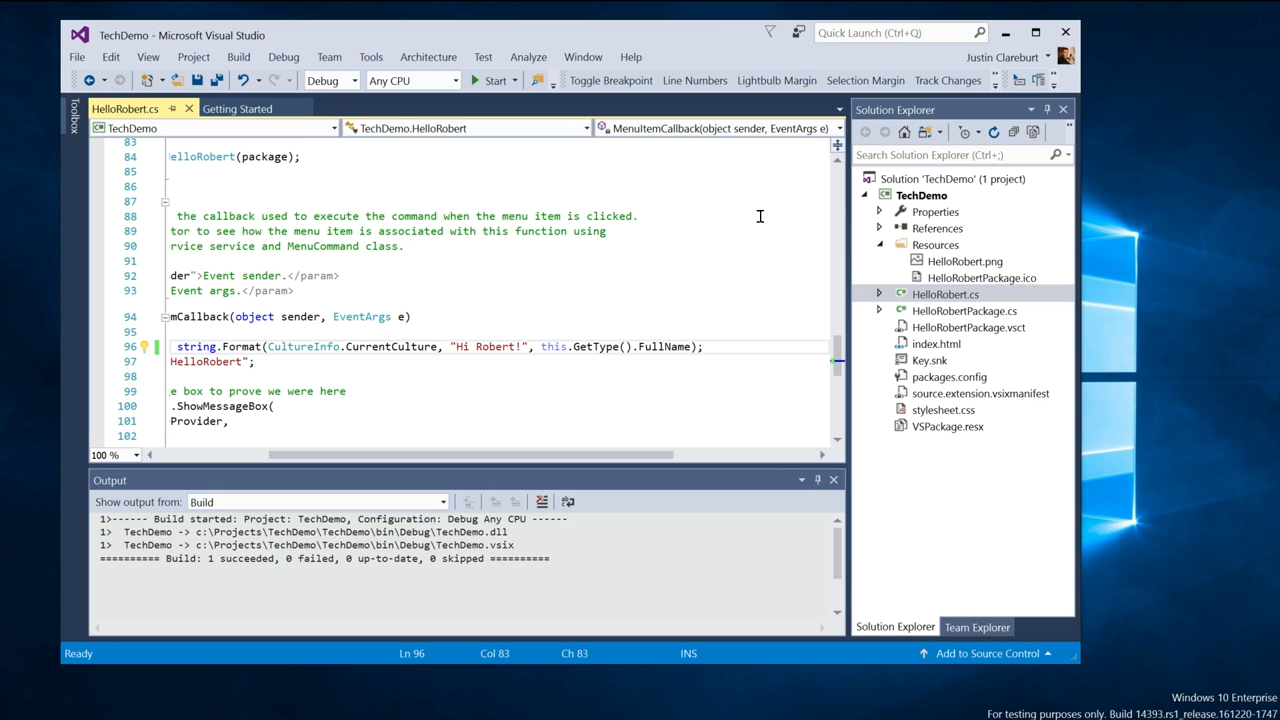 TechDemo - Microsoft Visual Studio
Quick Launch (Ctrl+Q)
File Edit View Project Build Debug Team Tools Architecture Test Analyze Window Help
Justin Clareburt
Debug Any CPU Start Toggle Breakpoint Line Numbers Lightbulb Margin Selection Margin Track Changes
Toolbox
HelloRobert.cs Getting Started
TechDemo TechDemo.HelloRobert MenuItemCallback(object sender, EventArgs e)
83
84 elloRobert(package);
85
86
87
88 the callback used to execute the command when the menu item is clicked.
89 tor to see how the menu item is associated with this function using
90 rvice service and MenuCommand class.
91
92 der">Event sender.</param>
93 Event args.</param>
94 mCallback(object sender, EventArgs e)
95
96 string.Format(CultureInfo.CurrentCulture, "Hi Robert!", this.GetType().FullName);
97 HelloRobert";
98
99 e box to prove we were here
100 .ShowMessageBox(
101 Provider,
102
100 %
Output
Show output from: Build
1>------ Build started: Project: TechDemo, Configuration: Debug Any CPU ------
1> TechDemo -> c:\Projects\TechDemo\TechDemo\bin\Debug\TechDemo.dll
1> TechDemo -> c:\Projects\TechDemo\TechDemo\bin\Debug\TechDemo.vsix
========== Build: 1 succeeded, 0 failed, 0 up-to-date, 0 skipped ==========
Solution Explorer
Search Solution Explorer (Ctrl+;)
Solution 'TechDemo' (1 project)
TechDemo
Properties
References
Resources
HelloRobert.png
HelloRobertPackage.ico
HelloRobert.cs
HelloRobertPackage.cs
HelloRobertPackage.vsct
index.html
Key.snk
packages.config
source.extension.vsixmanifest
stylesheet.css
VSPackage.resx
Solution Explorer Team Explorer
Ready Ln 96 Col 83 Ch 83 INS Add to Source Control
Windows 10 Enterprise
For testing purposes only. Build 14393.rs1_release.161220-1747